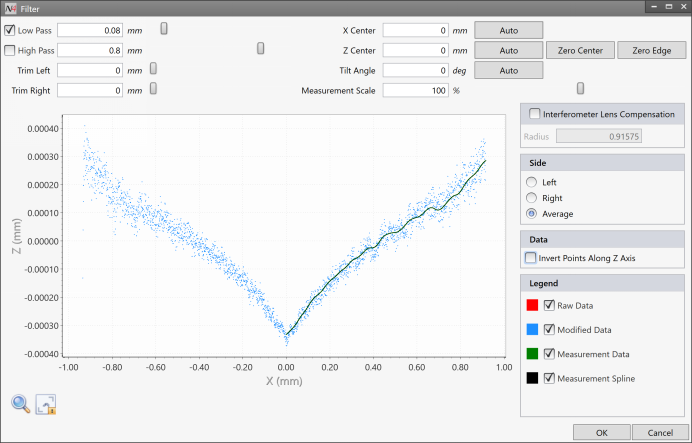 Filter
Low Pass 0.08 mm X Center 0 mm Auto
High Pass 0.8 mm Z Center 0 mm Auto Zero Center Zero Edge
Trim Left 0 mm Tilt Angle 0 deg Auto
Trim Right 0 mm Measurement Scale 100 %
Interferometer Lens Compensation
Radius 0.91575
Side
Left
Right
Average
Data
Invert Points Along Z Axis
Legend
Raw Data
Modified Data
Measurement Data
Measurement Spline
Z (mm)
0.00040
0.00030
0.00020
0.00010
0.00000
-0.00010
-0.00020
-0.00030
-0.00040
-1.00 -0.80 -0.60 -0.40 -0.20 0.00 0.20 0.40 0.60 0.80 1.00
X (mm)
OK Cancel